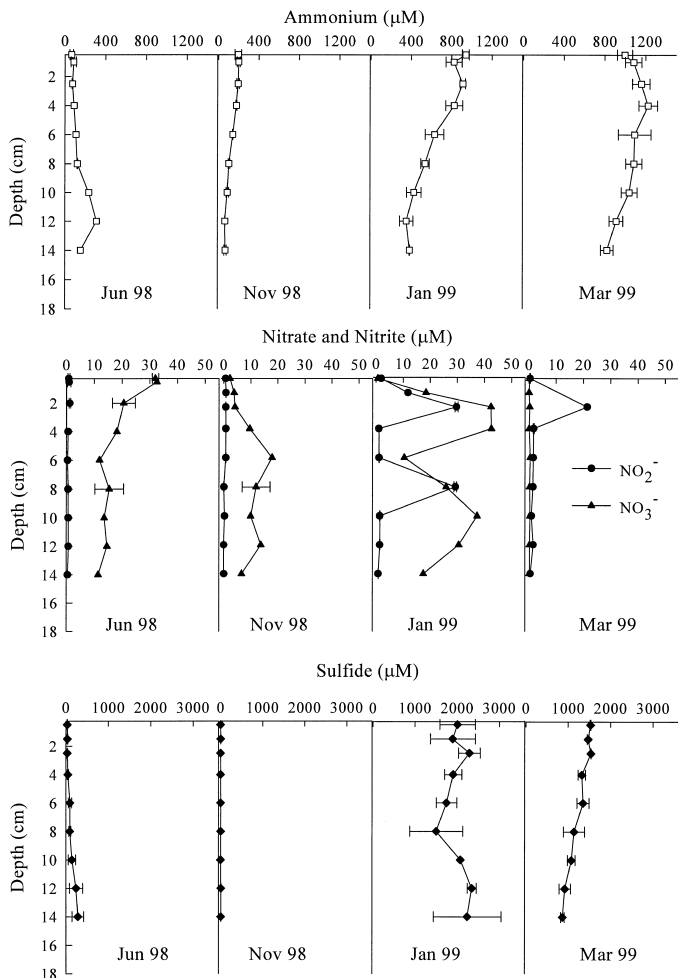 Ammonium (µM)
0 400 800 1200 0 400 800 1200 0 400 800 1200 0 400 800 1200
2
4
6
8
10
12
14
16
18
Depth (cm)
Jun 98 Nov 98 Jan 99 Mar 99
Nitrate and Nitrite (µM)
0 10 20 30 40 50 0 10 20 30 40 50 0 10 20 30 40 50 0 10 20 30 40 50
2
4
6
8
10
12
14
16
18
Depth (cm)
NO2-
NO3-
Jun 98 Nov 98 Jan 99 Mar 99
Sulfide (µM)
0 1000 2000 3000 0 1000 2000 3000 0 1000 2000 3000 0 1000 2000 3000
2
4
6
8
10
12
14
16
18
Depth (cm)
Jun 98 Nov 98 Jan 99 Mar 99